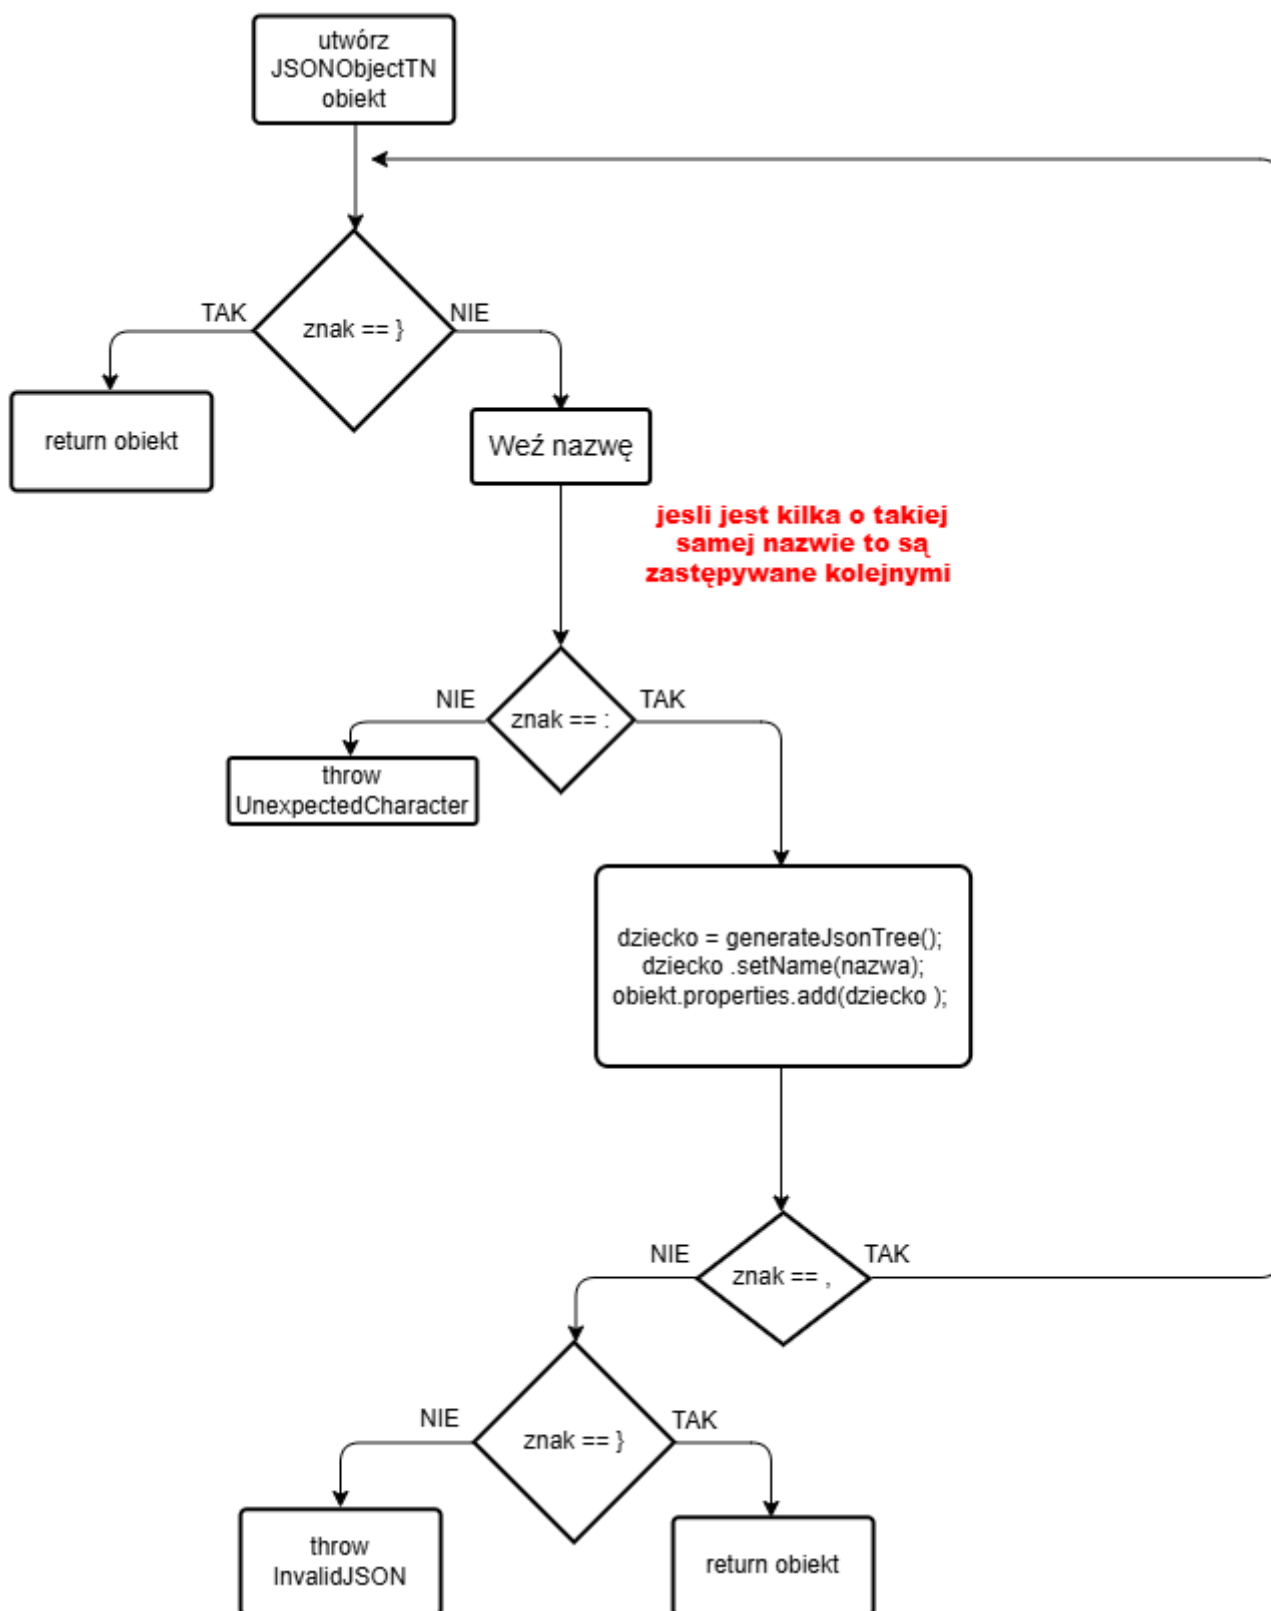 utwórz
JSONObjectTN
obiekt
TAK
znak == }
NIE
return obiekt
Weź nazwę
jesli jest kilka o takiej
samej nazwie to są
zastępywane kolejnymi
NIE
znak == :
TAK
throw
UnexpectedCharacter
dziecko = generateJsonTree();
dziecko .setName(nazwa);
obiekt.properties.add(dziecko );
NIE
znak == ,
TAK
NIE
znak == }
TAK
throw
InvalidJSON
return obiekt